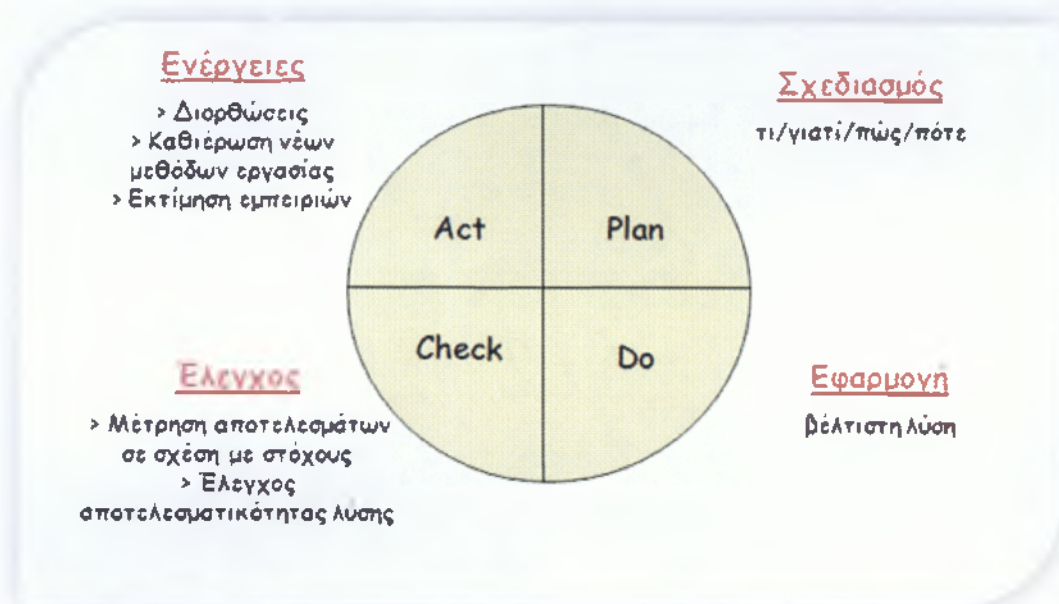 Ενέργειες
> Διορθώσεις
> Καθιέρωση νέων
μεθόδων εργασίας
> Εκτίμηση εμπειριών
Σχεδιασμός
τι/γιατί/πώς/πότε
Act
Plan
Check
Do
Έλεγχος
> Μέτρηση αποτελεσμάτων
σε σχέση με στόχους
> Έλεγχος
αποτελεσματικότητας λύσης
Εφαρμογή
βέλτιστη λύση